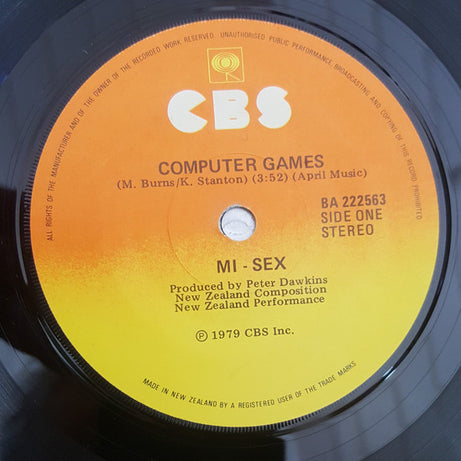 ALL RIGHTS OF THE MANUFACTURER AND OF THE OWNER OF THE RECORDED WORK RESERVED. UNAUTHORISED PUBLIC PERFORMANCE, BROADCASTING AND COPYING OF THIS RECORD PROHIBITED
CBS
COMPUTER GAMES
(M. Burns/K. Stanton) (3:52) (April Music)
BA 222563
SIDE ONE
STEREO
MI - SEX
Produced by Peter Dawkins
New Zealand Composition
New Zealand Performance
Ⓟ 1979 CBS Inc.
MADE IN NEW ZEALAND BY A REGISTERED USER OF THE TRADE MARKS